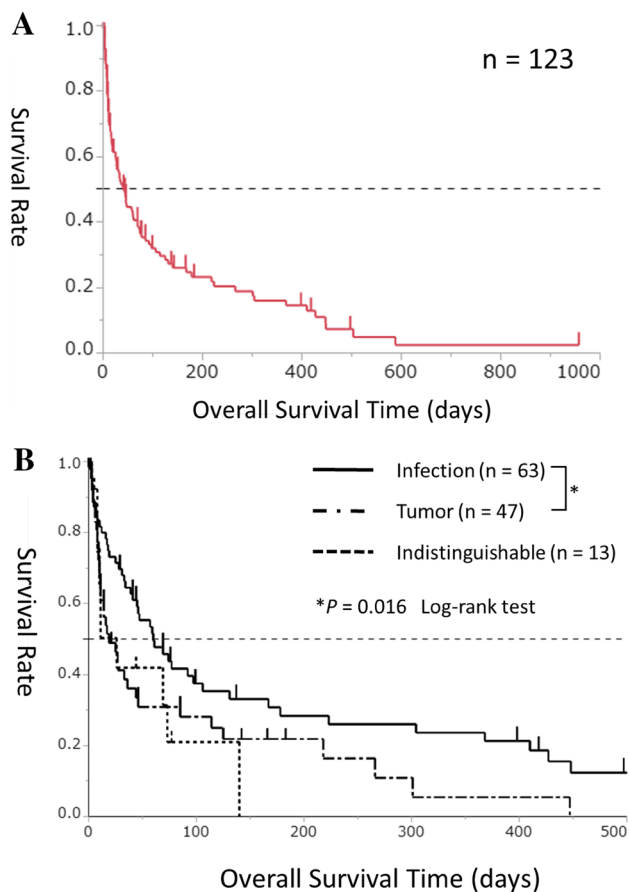 A
n = 123
Survival Rate
1.0
0.8
0.6
0.4
0.2
0.0
0
200
400
600
800
1000
Overall Survival Time (days)
B
Infection (n = 63)
Tumor (n = 47)
*
Indistinguishable (n = 13)
*P = 0.016 Log-rank test
Survival Rate
1.0
0.8
0.6
0.4
0.2
0.0
0
100
200
300
400
500
Overall Survival Time (days)